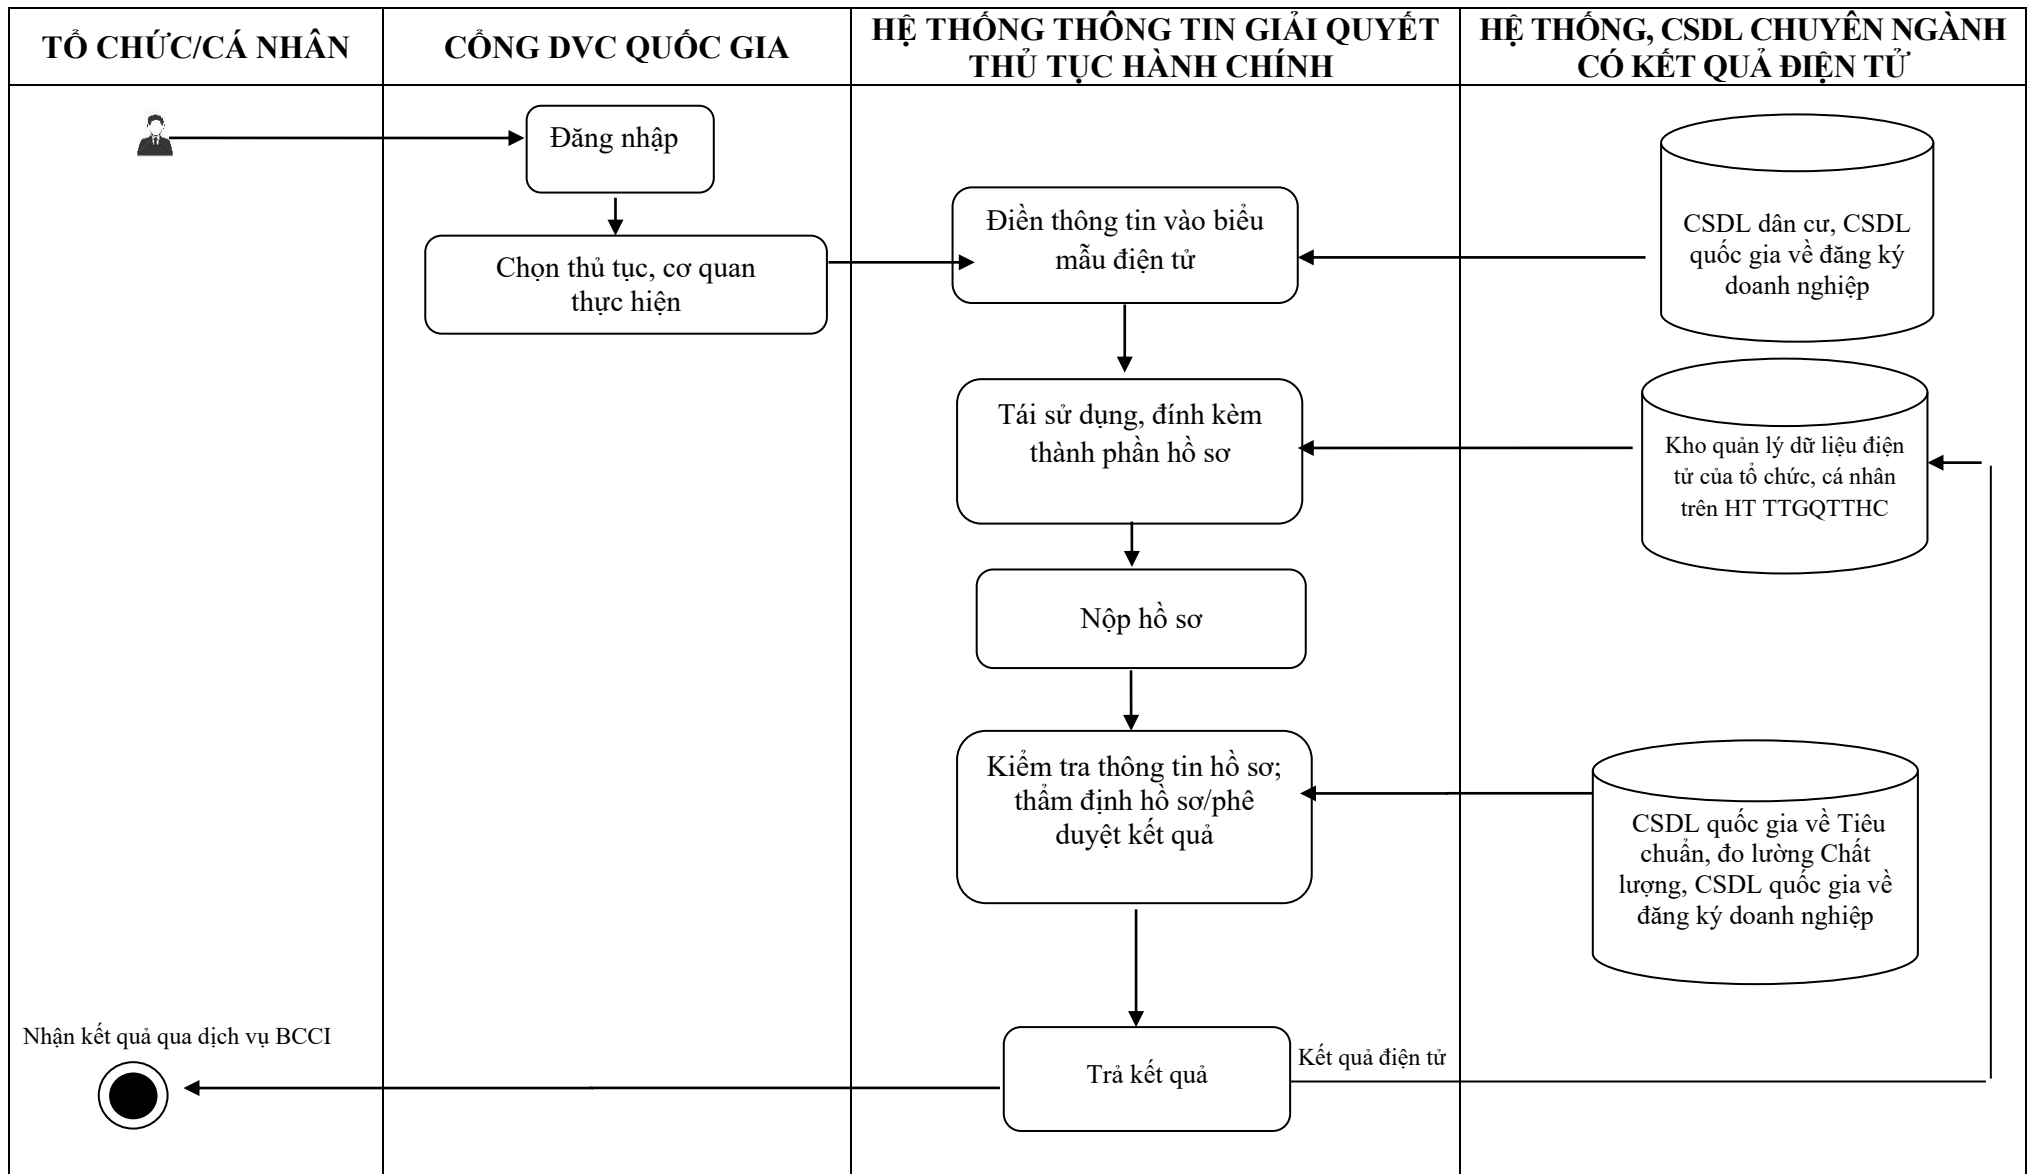 TỔ CHỨC/CÁ NHÂN
CỔNG DVC QUỐC GIA
HỆ THỐNG THÔNG TIN GIẢI QUYẾT
THỦ TỤC HÀNH CHÍNH
HỆ THỐNG, CSDL CHUYÊN NGÀNH
CÓ KẾT QUẢ ĐIỆN TỬ
Đăng nhập
Chọn thủ tục, cơ quan
thực hiện
Điền thông tin vào biểu
mẫu điện tử
CSDL dân cư, CSDL
quốc gia về đăng ký
doanh nghiệp
Tái sử dụng, đính kèm
thành phần hồ sơ
Kho quản lý dữ liệu điện
tử của tổ chức, cá nhân
trên HT TTGQTTHC
Nộp hồ sơ
Kiểm tra thông tin hồ sơ;
thẩm định hồ sơ/phê
duyệt kết quả
CSDL quốc gia về Tiêu
chuẩn, đo lường Chất
lượng, CSDL quốc gia về
đăng ký doanh nghiệp
Nhận kết quả qua dịch vụ BCCI
Trả kết quả
Kết quả điện tử